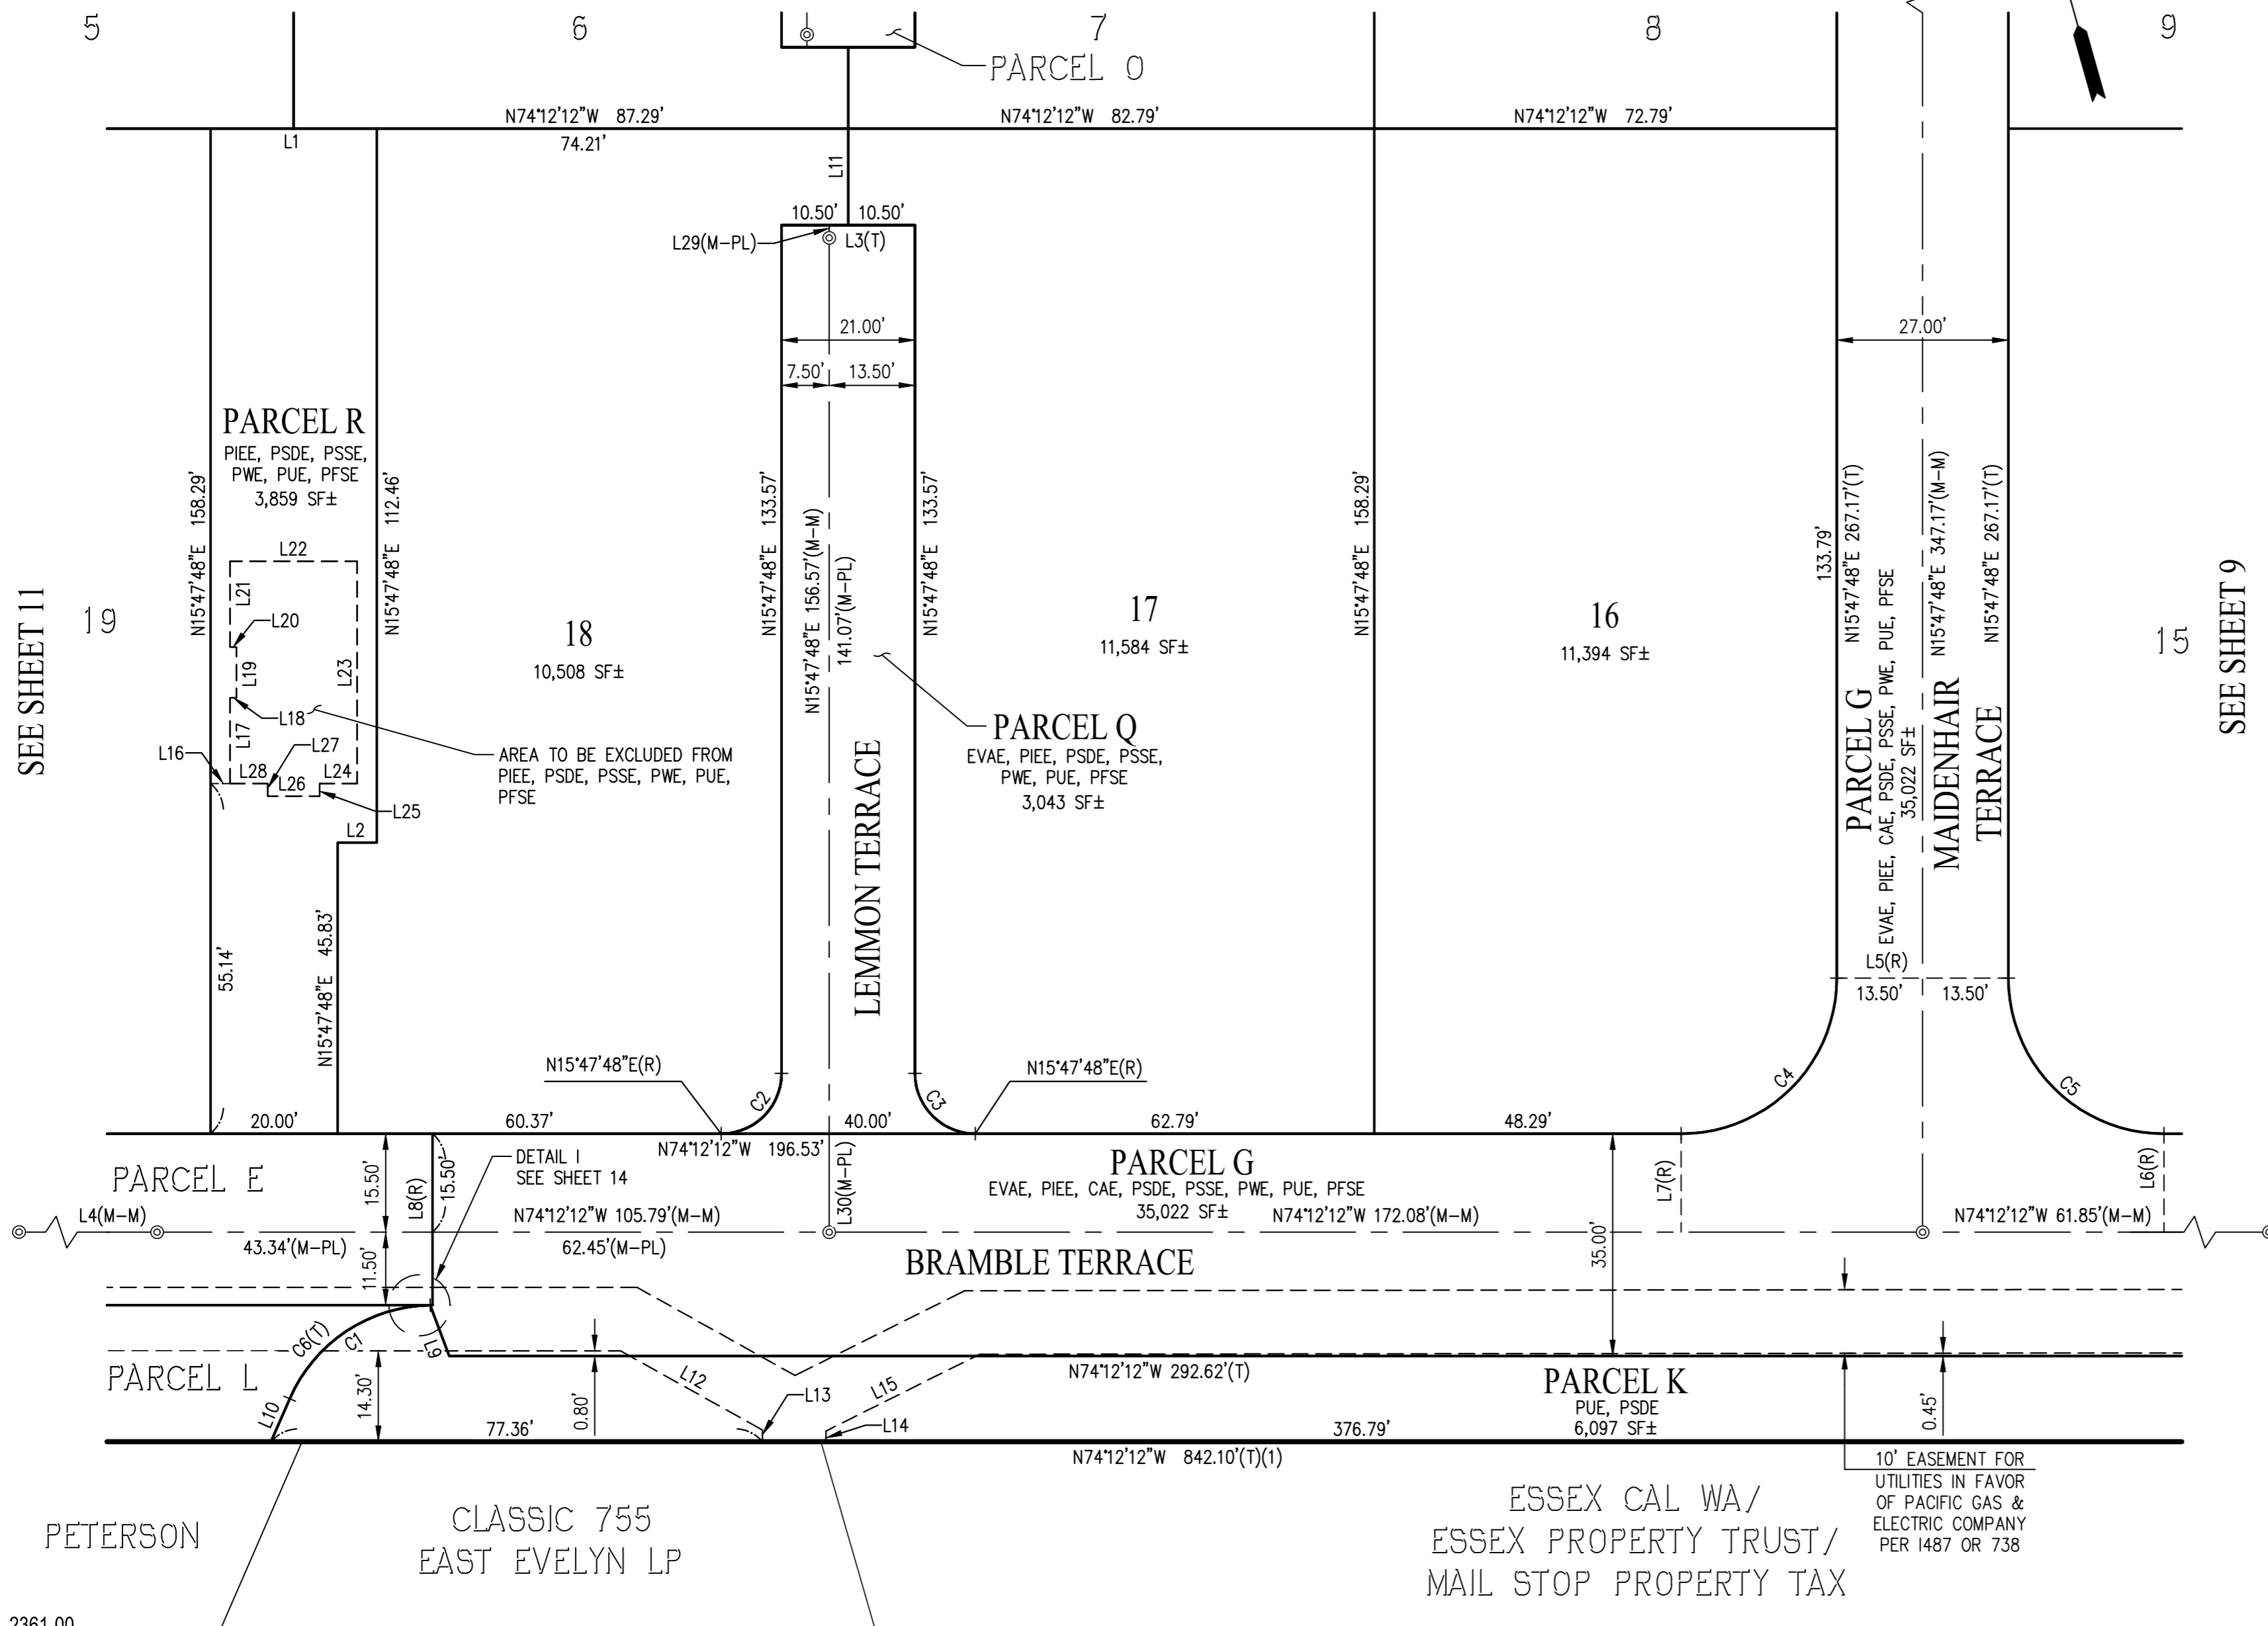 5
6
7
8
9
PARCEL O
N74°12'12"W 87.29'
N74°12'12"W 82.79'
N74°12'12"W 72.79'
L1
74.21'
L11
10.50'
10.50'
L29(M-PL)
L3(T)
21.00'
27.00'
7.50'
13.50'
PARCEL R
PIEE, PSDE, PSSE,
PWE, PUE, PFSE
3,859 SF±
N15°47'48"E 158.29'
N15°47'48"E 112.46'
N15°47'48"E 133.57'
N15°47'48"E 156.57'(M-M)
141.07'(M-PL)
N15°47'48"E 133.57'
N15°47'48"E 158.29'
133.79'
N15°47'48"E 267.17'(T)
N15°47'48"E 347.17'(M-M)
N15°47'48"E 267.17'(T)
L22
L21
L20
L19
L23
L18
L17
L27
L16
L28
L26
L24
L25
L2
SEE SHEET 11
19
18
10,508 SF±
17
11,584 SF±
16
11,394 SF±
15
SEE SHEET 9
AREA TO BE EXCLUDED FROM
PIEE, PSDE, PSSE, PWE, PUE,
PFSE
LEMMON TERRACE
PARCEL Q
EVAE, PIEE, PSDE, PSSE,
PWE, PUE, PFSE
3,043 SF±
PARCEL G
EVAE, PIEE, CAE, PSDE, PSSE, PWE, PUE, PFSE
35,022 SF±
MAIDENHAIR
TERRACE
55.14'
N15°47'48"E 45.83'
L5(R)
13.50'
13.50'
N15°47'48"E(R)
N15°47'48"E(R)
C2
C3
C4
C5
20.00'
60.37'
40.00'
62.79'
48.29'
N74°12'12"W 196.53'
PARCEL E
15.50'
L8(R)
15.50'
DETAIL I
SEE SHEET 14
L30(M-PL)
PARCEL G
EVAE, PIEE, CAE, PSDE, PSSE, PWE, PUE, PFSE
35,022 SF±
L7(R)
L6(R)
L4(M-M)
N74°12'12"W 105.79'(M-M)
N74°12'12"W 172.08'(M-M)
N74°12'12"W 61.85'(M-M)
43.34'(M-PL)
62.45'(M-PL)
11.50'
35.00'
BRAMBLE TERRACE
C6(T)
C1
L9
PARCEL L
L10
14.30'
0.80'
L12
L13
L14
L15
N74°12'12"W 292.62'(T)
PARCEL K
PUE, PSDE
6,097 SF±
0.45'
77.36'
376.79'
N74°12'12"W 842.10'(T)(1)
10' EASEMENT FOR
UTILITIES IN FAVOR
OF PACIFIC GAS &
ELECTRIC COMPANY
PER I487 OR 738
PETERSON
CLASSIC 755
EAST EVELYN LP
ESSEX CAL WA/
ESSEX PROPERTY TRUST/
MAIL STOP PROPERTY TAX
2361.00